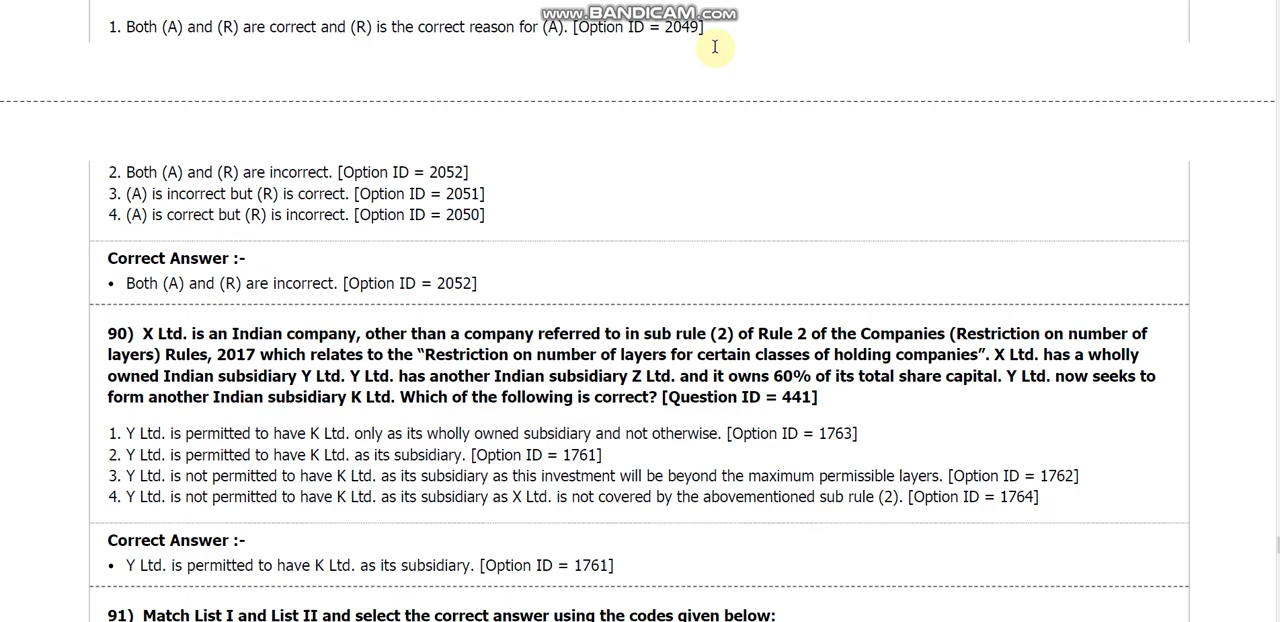 www.BANDICAM.com
1. Both (A) and (R) are correct and (R) is the correct reason for (A). [Option ID = 2049]
2. Both (A) and (R) are incorrect. [Option ID = 2052]
3. (A) is incorrect but (R) is correct. [Option ID = 2051]
4. (A) is correct but (R) is incorrect. [Option ID = 2050]
Correct Answer :-
• Both (A) and (R) are incorrect. [Option ID = 2052]
90) X Ltd. is an Indian company, other than a company referred to in sub rule (2) of Rule 2 of the Companies (Restriction on number of
layers) Rules, 2017 which relates to the “Restriction on number of layers for certain classes of holding companies”. X Ltd. has a wholly
owned Indian subsidiary Y Ltd. Y Ltd. has another Indian subsidiary Z Ltd. and it owns 60% of its total share capital. Y Ltd. now seeks to
form another Indian subsidiary K Ltd. Which of the following is correct? [Question ID = 441]
1. Y Ltd. is permitted to have K Ltd. only as its wholly owned subsidiary and not otherwise. [Option ID = 1763]
2. Y Ltd. is permitted to have K Ltd. as its subsidiary. [Option ID = 1761]
3. Y Ltd. is not permitted to have K Ltd. as its subsidiary as this investment will be beyond the maximum permissible layers. [Option ID = 1762]
4. Y Ltd. is not permitted to have K Ltd. as its subsidiary as X Ltd. is not covered by the abovementioned sub rule (2). [Option ID = 1764]
Correct Answer :-
• Y Ltd. is permitted to have K Ltd. as its subsidiary. [Option ID = 1761]
91) Match List I and List II and select the correct answer using the codes given below: